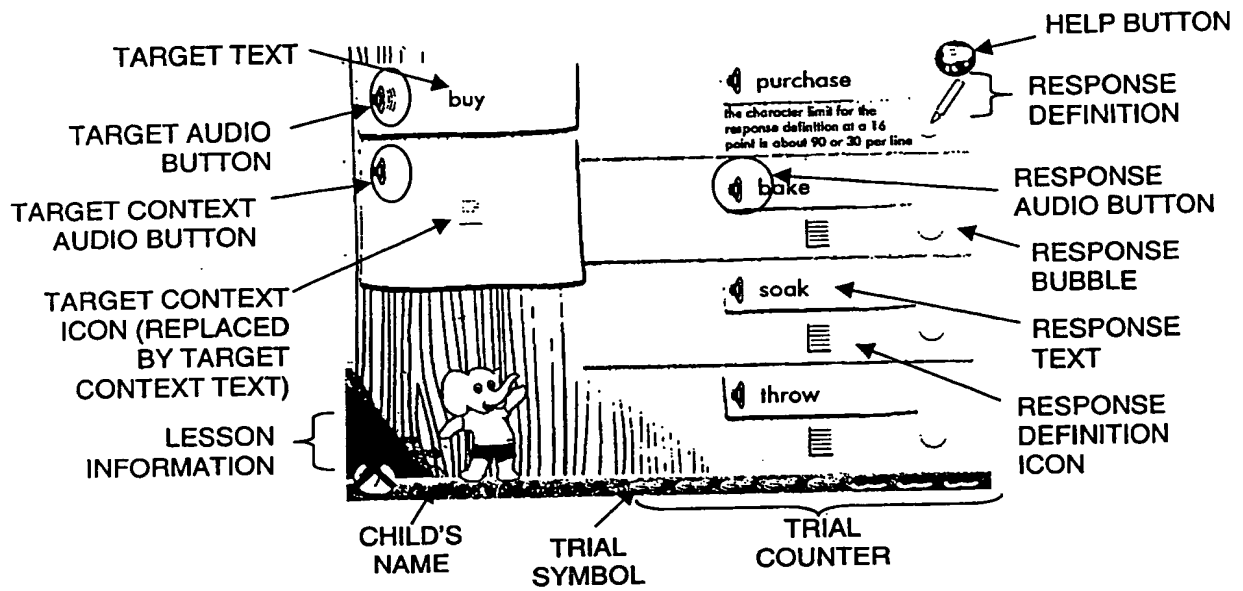 HELP BUTTON
TARGET TEXT
buy
purchase
RESPONSE
DEFINITION
the character limit for the
response definition at a 16
point is about 90 or 30 per line
TARGET AUDIO
BUTTON
TARGET CONTEXT
AUDIO BUTTON
bake
RESPONSE
AUDIO BUTTON
RESPONSE
BUBBLE
TARGET CONTEXT
ICON (REPLACED
BY TARGET
CONTEXT TEXT)
soak
RESPONSE
TEXT
throw
RESPONSE
DEFINITION
ICON
LESSON
INFORMATION
CHILD'S
NAME
TRIAL
SYMBOL
TRIAL
COUNTER